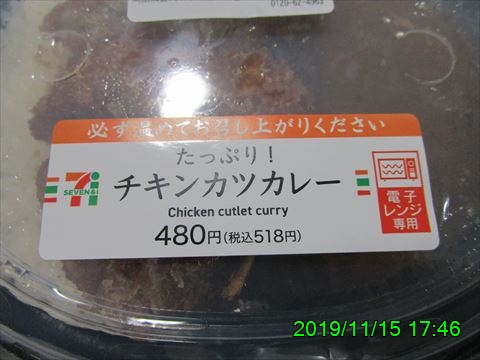 必ず温めてお召し上がりください
たっぷり！
チキンカツカレー
Chicken cutlet curry
480円(税込518円)
SEVEN&i
電子
レンジ
専用
2019/11/15 17:46